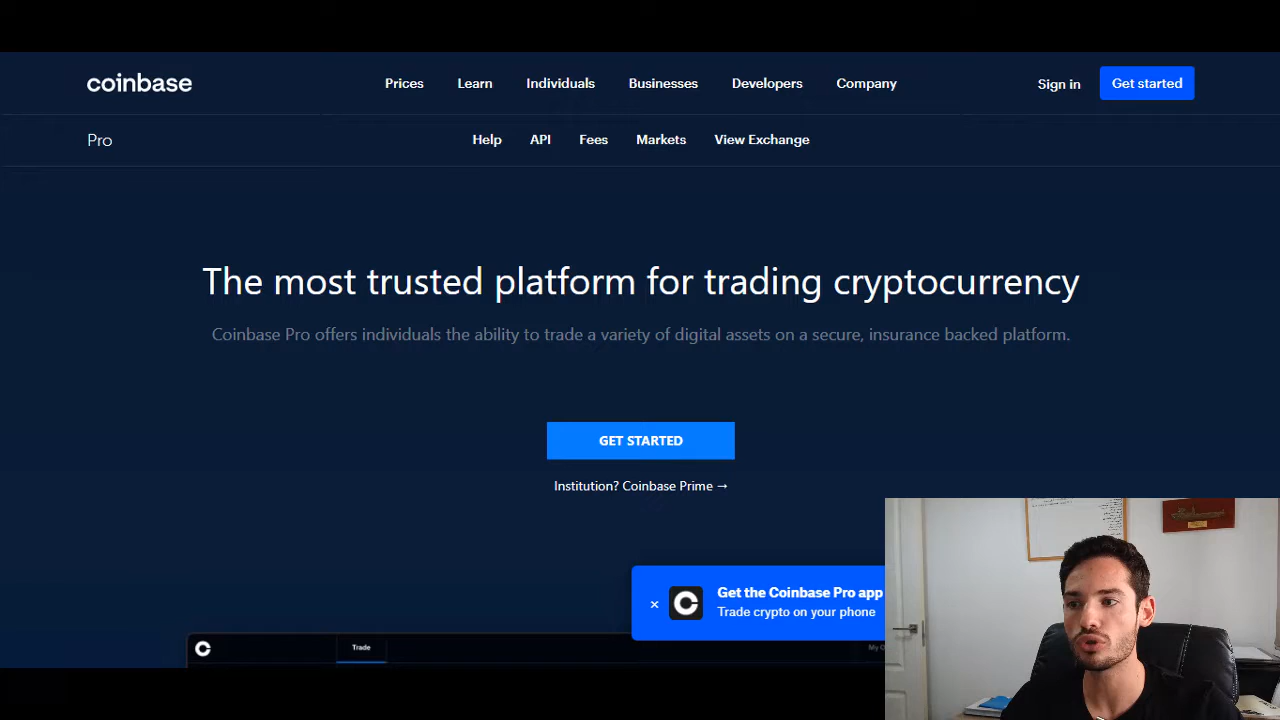 coinbase
Prices Learn Individuals Businesses Developers Company
Sign in Get started
Pro
Help API Fees Markets View Exchange
The most trusted platform for trading cryptocurrency
Coinbase Pro offers individuals the ability to trade a variety of digital assets on a secure, insurance backed platform.
GET STARTED
Institution? Coinbase Prime →
Get the Coinbase Pro app
Trade crypto on your phone
Trade